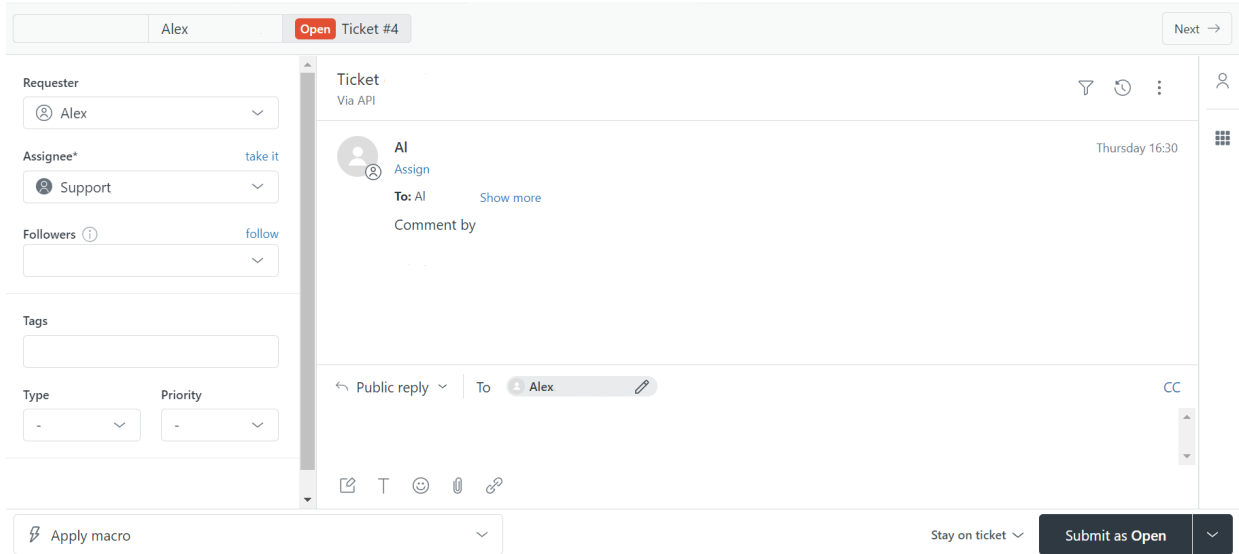 Alex Open Ticket #4 Next →
Requester
Alex
Assignee* take it
Support
Followers follow
Tags
Type Priority
- -
Ticket
Via API
Al Thursday 16:30
Assign
To: Al Show more
Comment by
Public reply To Alex CC
Apply macro Stay on ticket Submit as Open